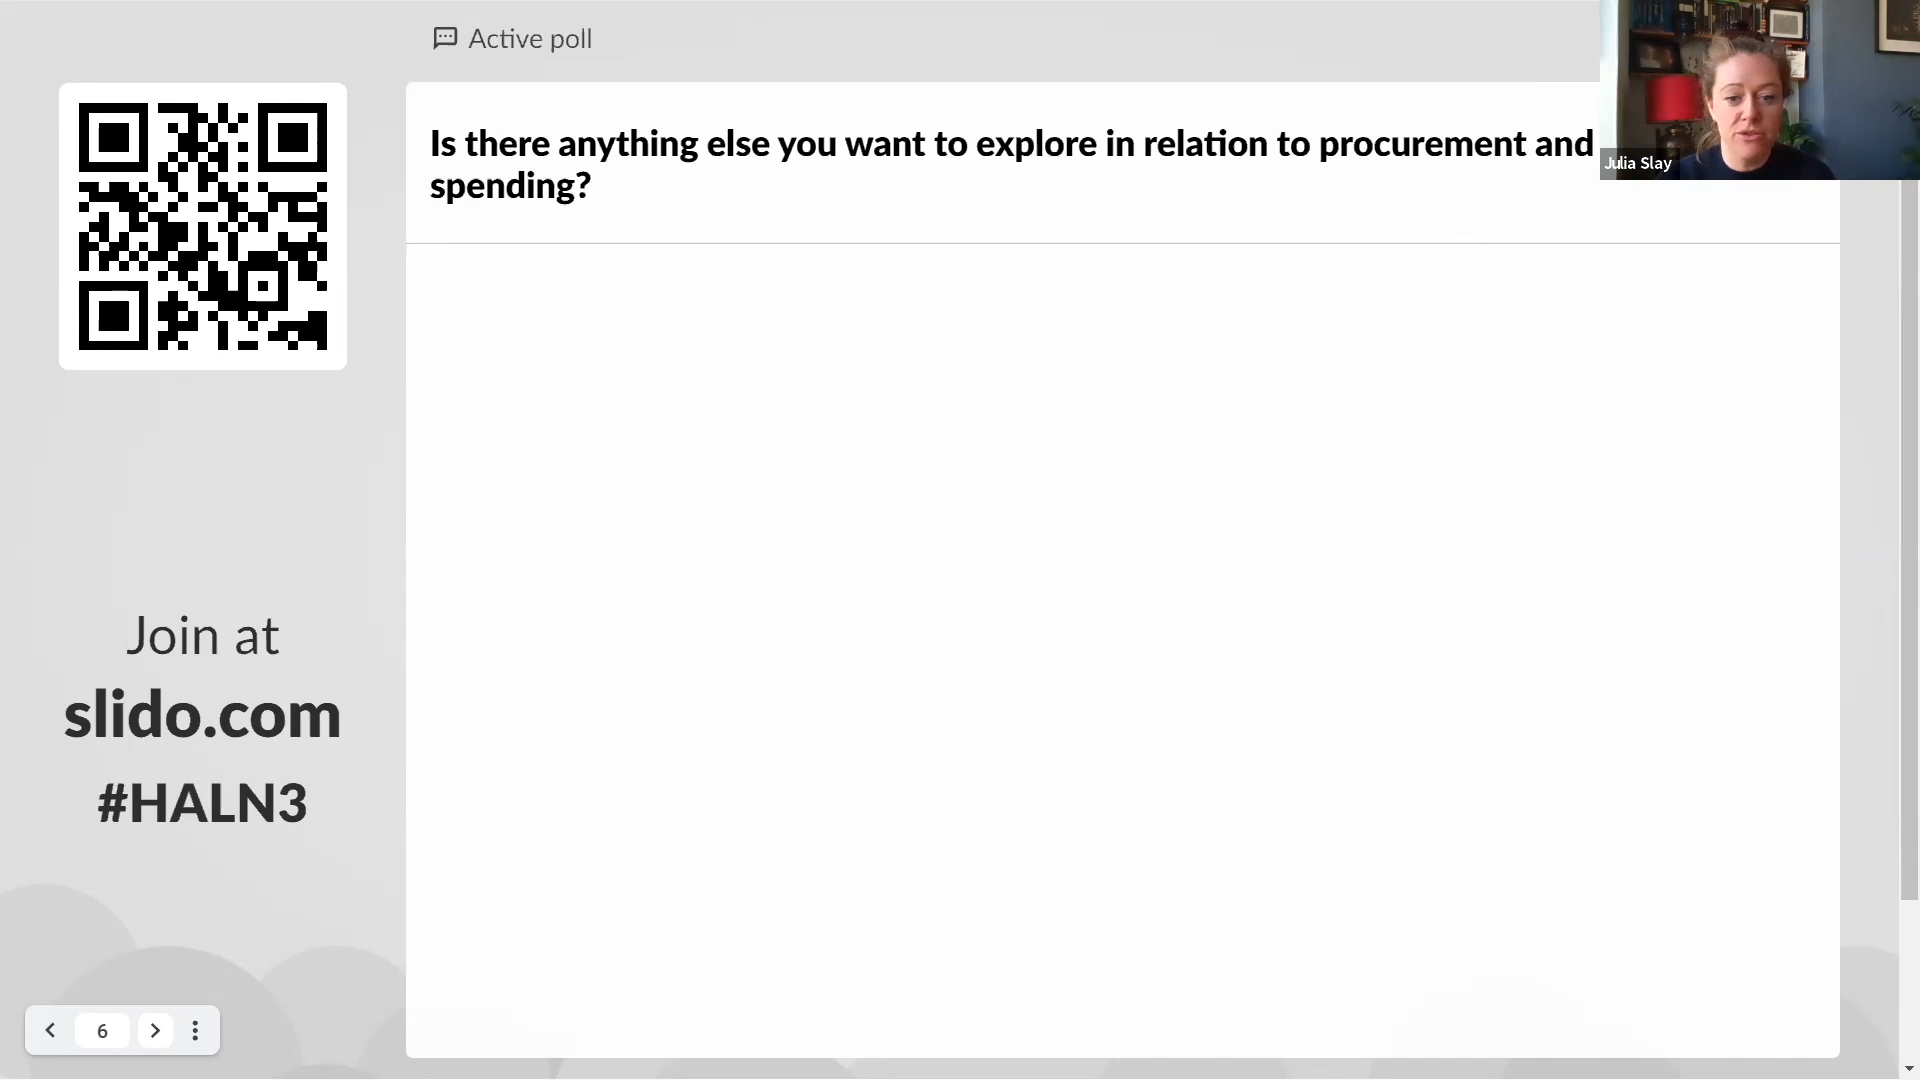 Active poll
Is there anything else you want to explore in relation to procurement and
spending?
Julia Slay
Join at
slido.com
#HALN3
6